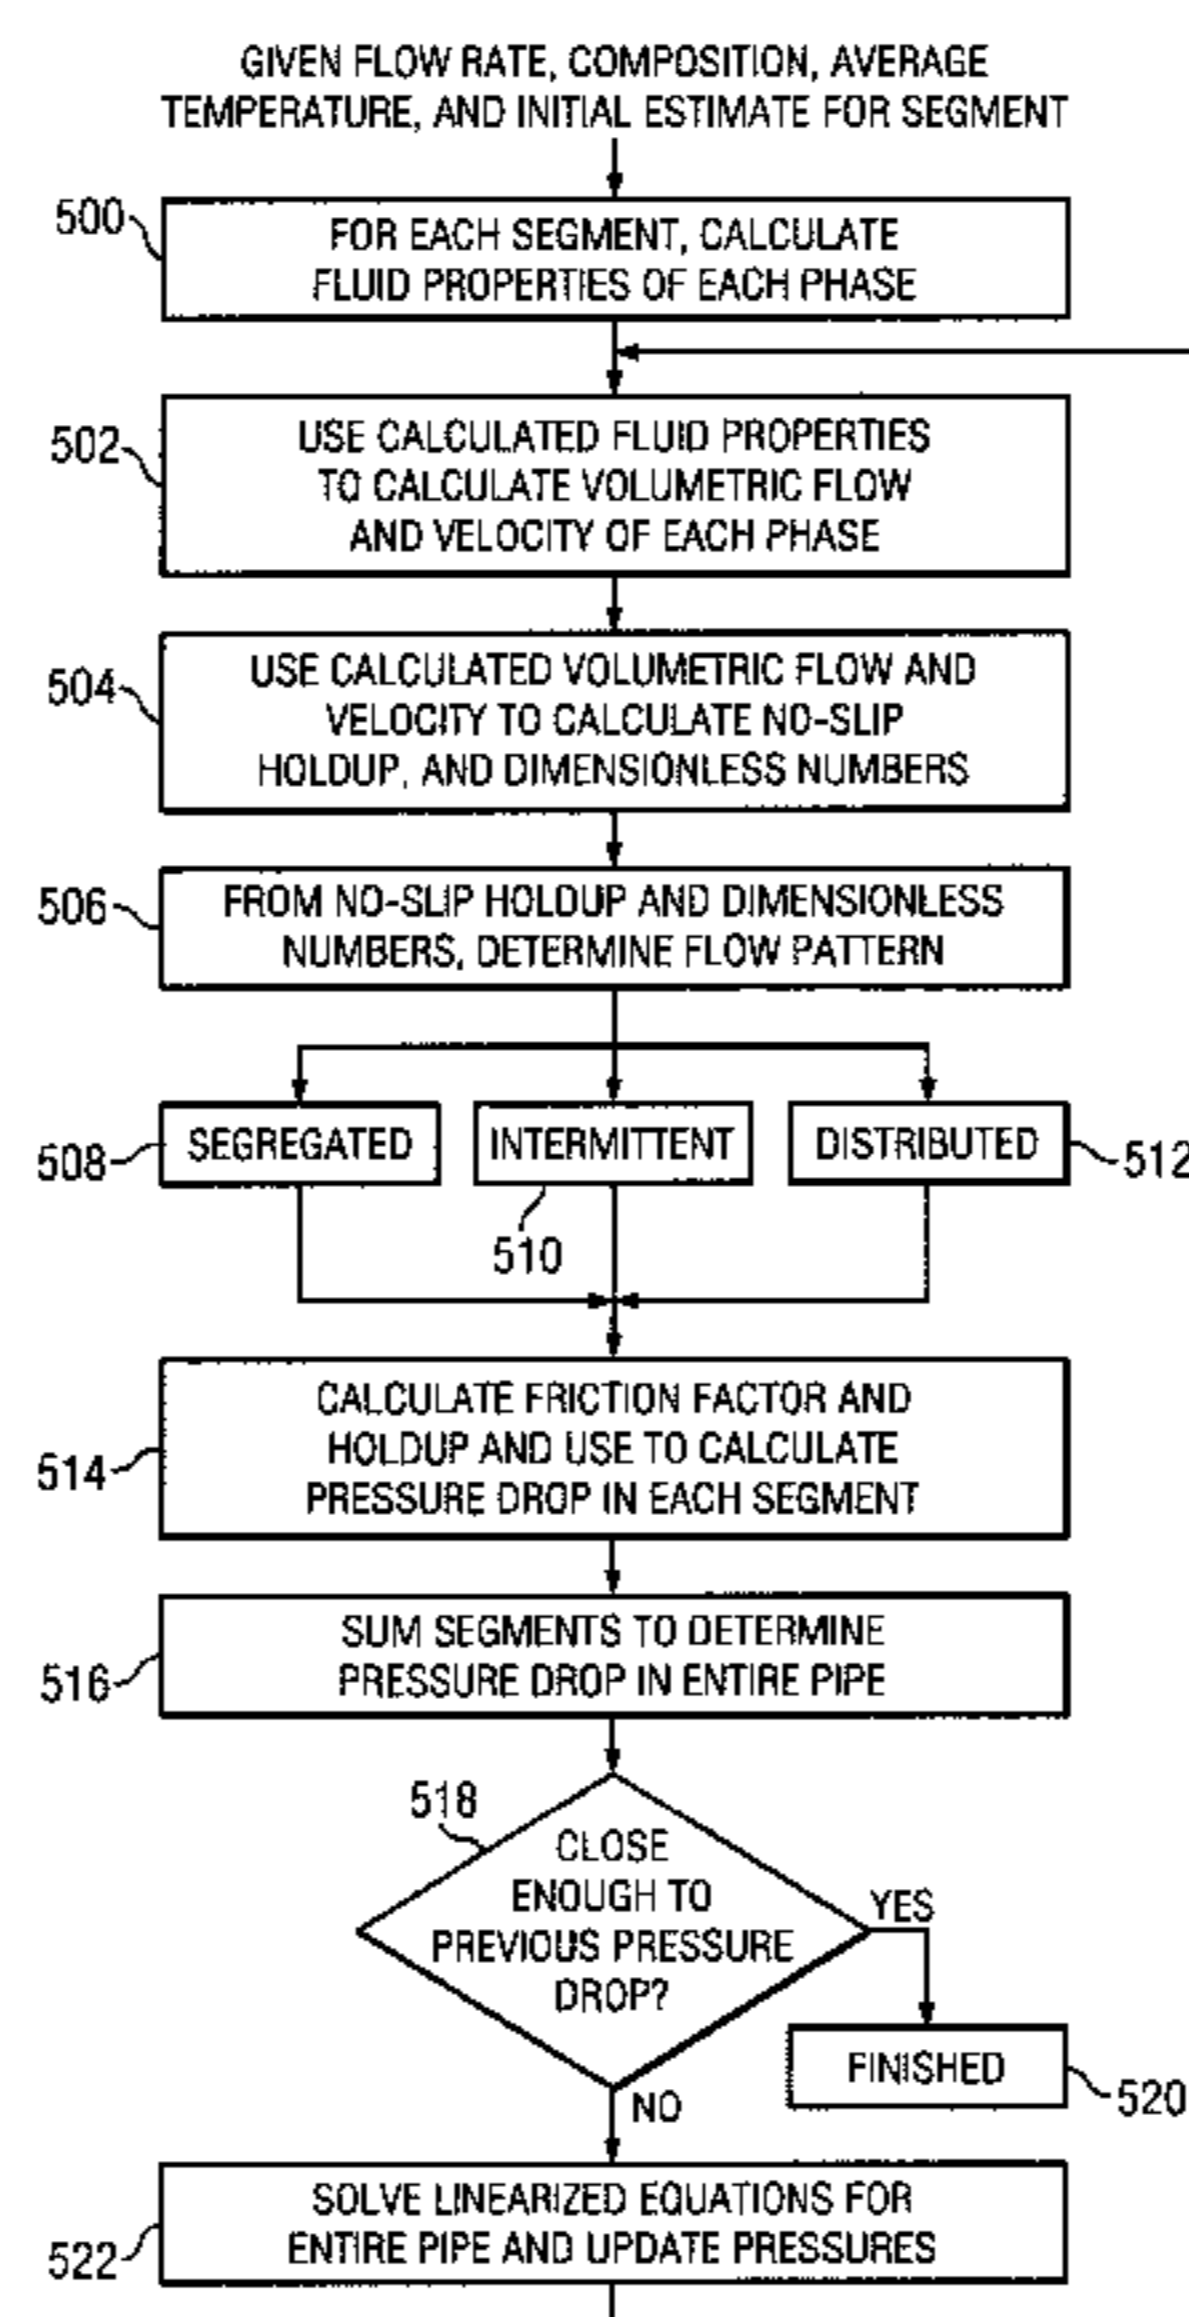 GIVEN FLOW RATE, COMPOSITION, AVERAGE
TEMPERATURE, AND INITIAL ESTIMATE FOR SEGMENT
500
FOR EACH SEGMENT, CALCULATE
FLUID PROPERTIES OF EACH PHASE
502
USE CALCULATED FLUID PROPERTIES
TO CALCULATE VOLUMETRIC FLOW
AND VELOCITY OF EACH PHASE
504
USE CALCULATED VOLUMETRIC FLOW AND
VELOCITY TO CALCULATE NO-SLIP
HOLDUP, AND DIMENSIONLESS NUMBERS
506
FROM NO-SLIP HOLDUP AND DIMENSIONLESS
NUMBERS, DETERMINE FLOW PATTERN
508
SEGREGATED
INTERMITTENT
DISTRIBUTED
512
510
514
CALCULATE FRICTION FACTOR AND
HOLDUP AND USE TO CALCULATE
PRESSURE DROP IN EACH SEGMENT
516
SUM SEGMENTS TO DETERMINE
PRESSURE DROP IN ENTIRE PIPE
518
CLOSE
ENOUGH TO
PREVIOUS PRESSURE
DROP?
YES
FINISHED
520
NO
522
SOLVE LINEARIZED EQUATIONS FOR
ENTIRE PIPE AND UPDATE PRESSURES